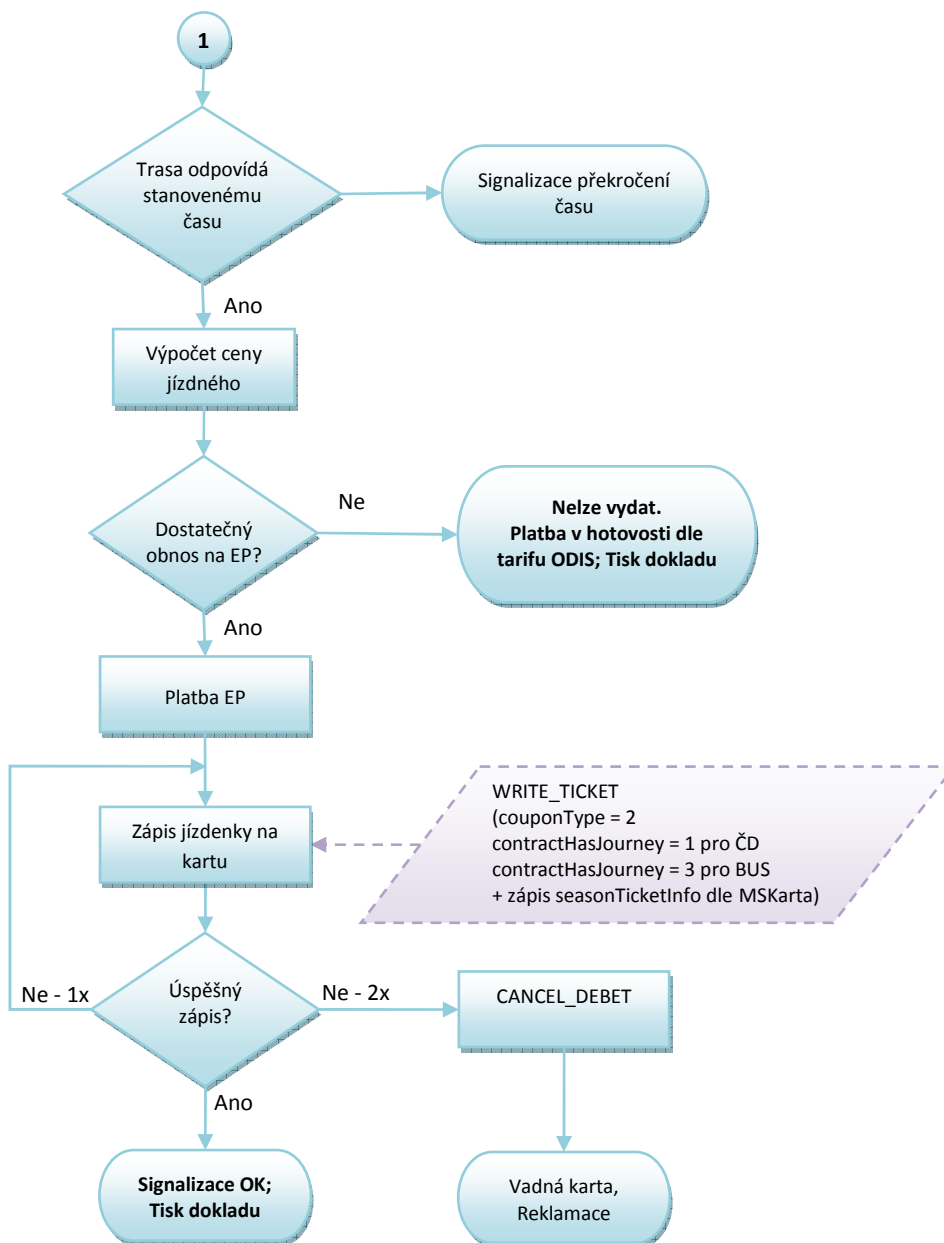 1
Trasa odpovídá
stanovenému
času
Signalizace překročení
času
Ano
Výpočet ceny
jízdného
Dostatečný
obnos na EP?
Ne
Nelze vydat.
Platba v hotovosti dle
tarifu ODIS; Tisk dokladu
Ano
Platba EP
Zápis jízdenky na
kartu
WRITE_TICKET
(couponType = 2
contractHasJourney = 1 pro ČD
contractHasJourney = 3 pro BUS
+ zápis seasonTicketInfo dle MSKarta)
Ne - 1x
Úspěšný
zápis?
Ne - 2x
CANCEL_DEBET
Ano
Signalizace OK;
Tisk dokladu
Vadná karta,
Reklamace